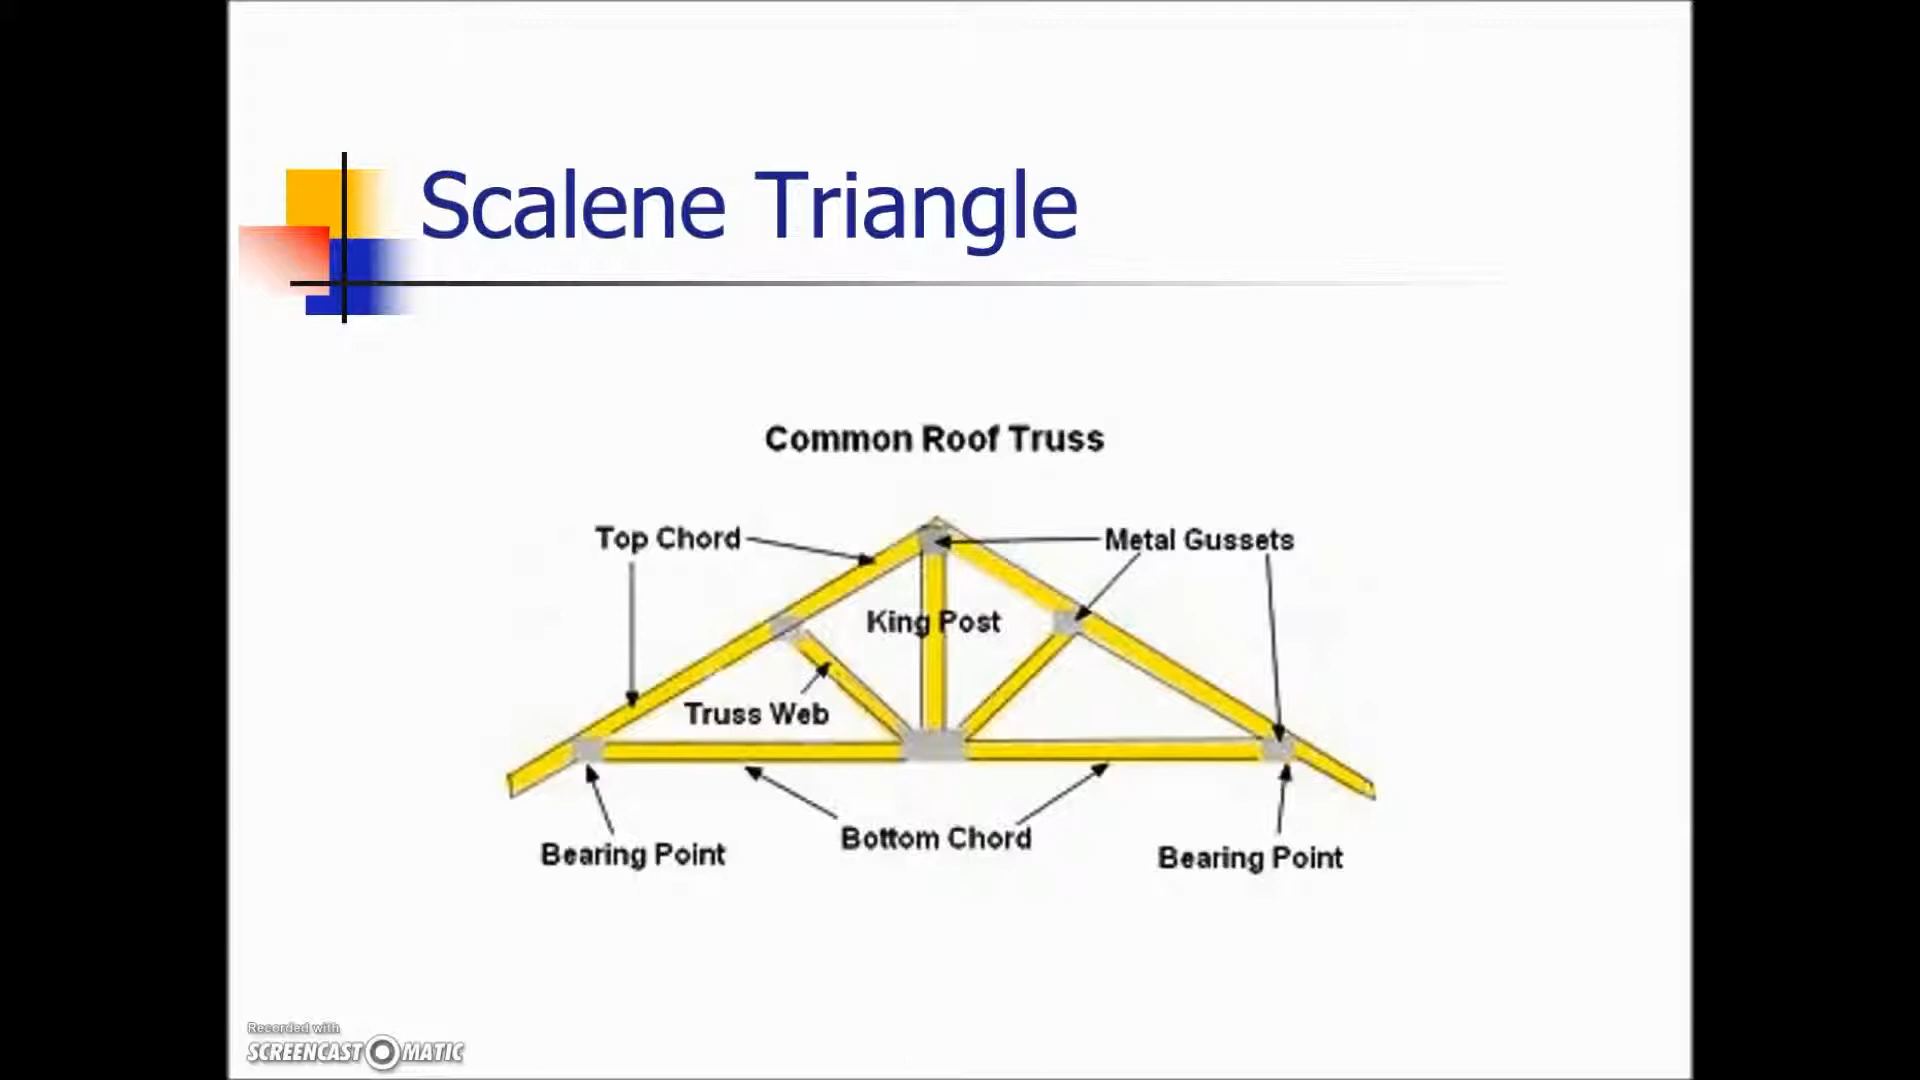 Scalene Triangle
Common Roof Truss
Top Chord
Metal Gussets
King Post
Truss Web
Bottom Chord
Bearing Point
Bearing Point
Recorded with
SCREENCAST MATIC